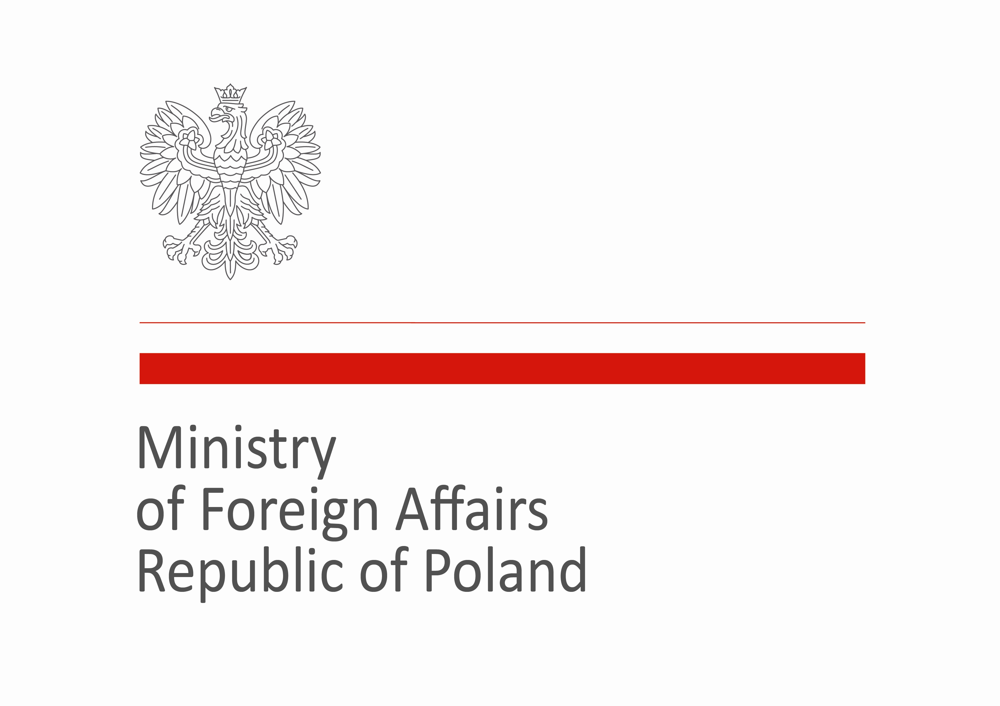 Ministry
of Foreign Affairs
Republic of Poland